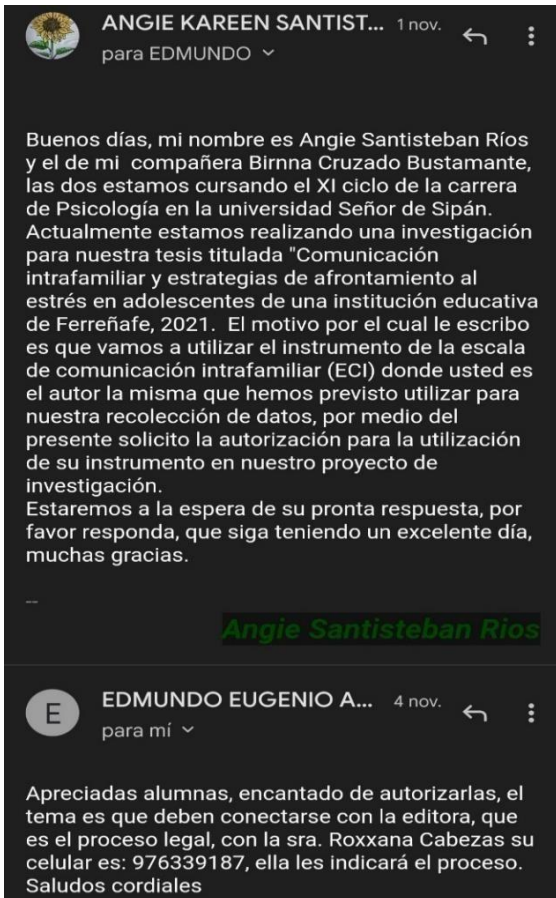 ANGIE KAREEN SANTIST... 1 nov.
para EDMUNDO
Buenos días, mi nombre es Angie Santisteban Ríos
y el de mi compañera Birnna Cruzado Bustamante,
las dos estamos cursando el XI ciclo de la carrera
de Psicología en la universidad Señor de Sipán.
Actualmente estamos realizando una investigación
para nuestra tesis titulada "Comunicación
intrafamiliar y estrategias de afrontamiento al
estrés en adolescentes de una institución educativa
de Ferreñafe, 2021. El motivo por el cual le escribo
es que vamos a utilizar el instrumento de la escala
de comunicación intrafamiliar (ECI) donde usted es
el autor la misma que hemos previsto utilizar para
nuestra recolección de datos, por medio del
presente solicito la autorización para la utilización
de su instrumento en nuestro proyecto de
investigación.
Estaremos a la espera de su pronta respuesta, por
favor responda, que siga teniendo un excelente día,
muchas gracias.
--
Angie Santisteban Rios
E
EDMUNDO EUGENIO A... 4 nov.
para mí
Apreciadas alumnas, encantado de autorizarlas, el
tema es que deben conectarse con la editora, que
es el proceso legal, con la sra. Roxxana Cabezas su
celular es: 976339187, ella les indicará el proceso.
Saludos cordiales